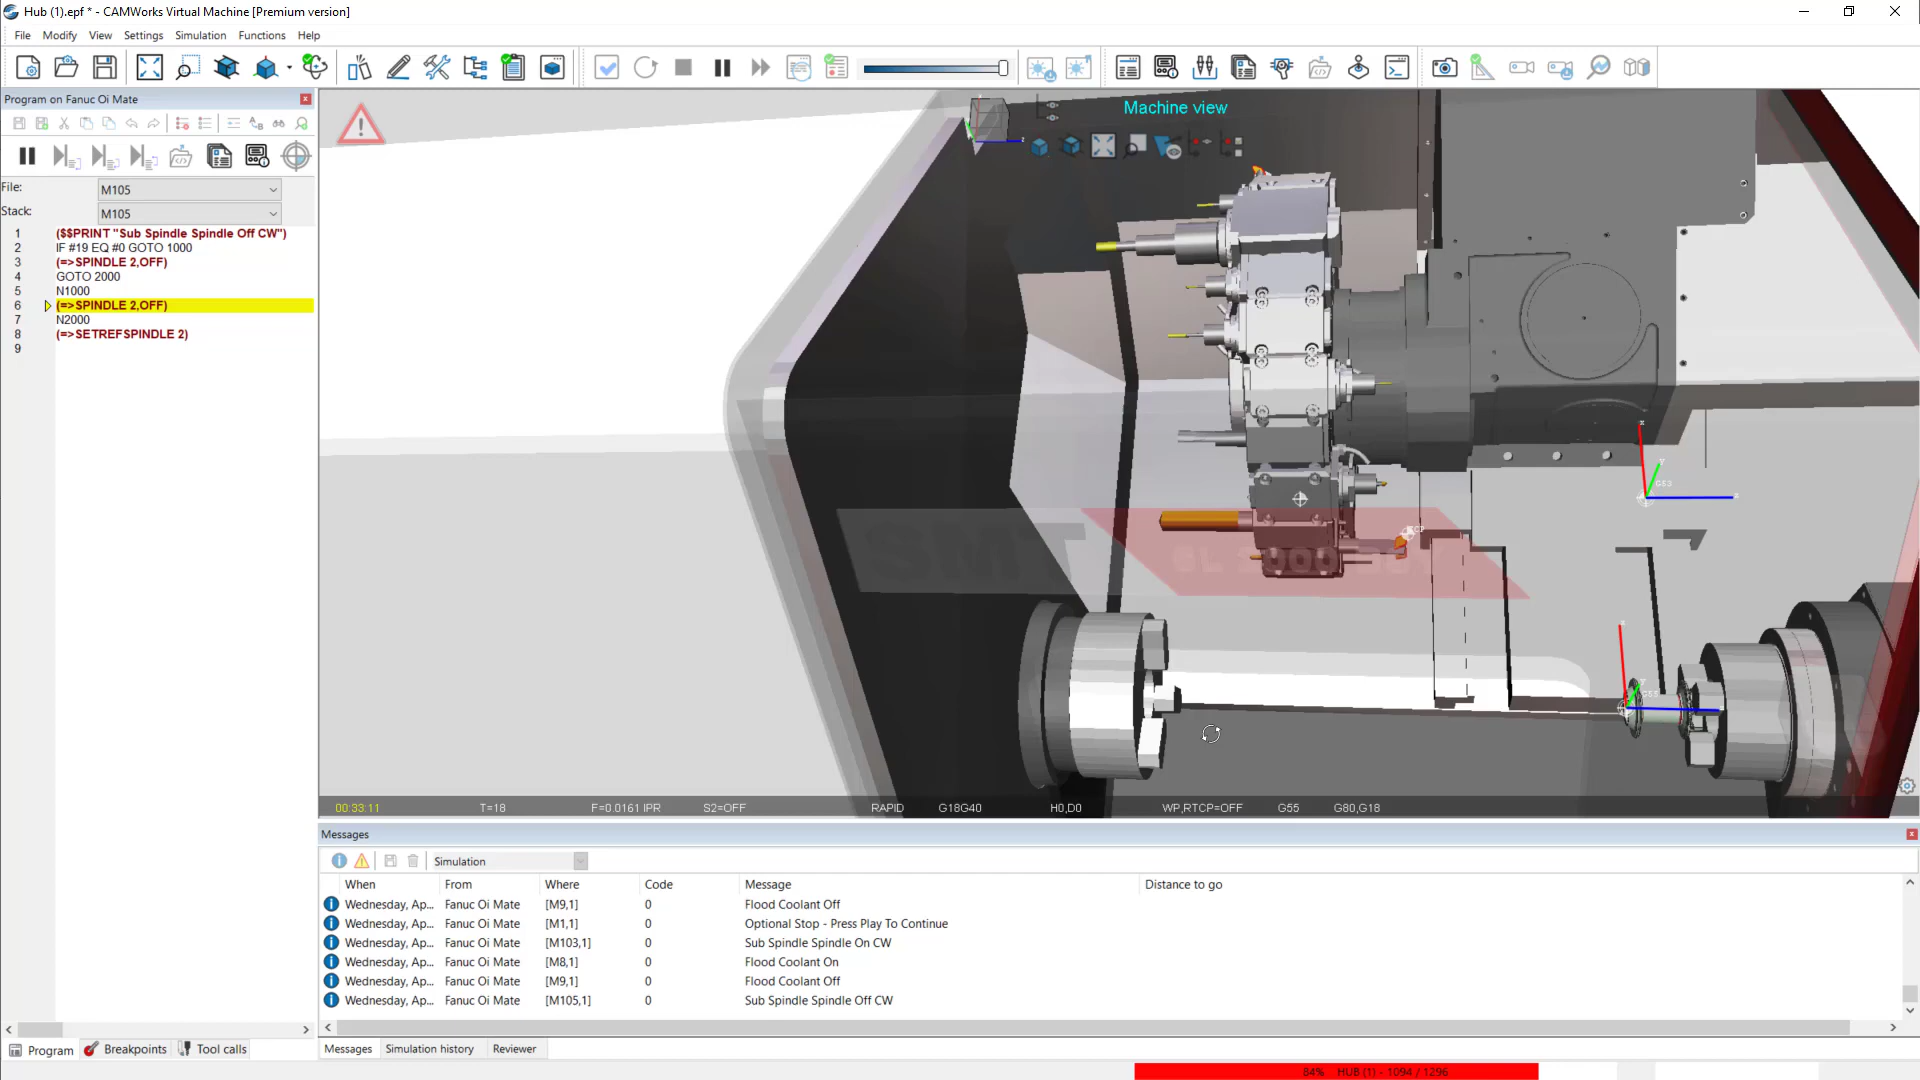 Hub (1).epf * - CAMWorks Virtual Machine [Premium version]
File Modify View Settings Simulation Functions Help
Program on Fanuc Oi Mate
File: M105
Stack: M105
1 ($$PRINT "Sub Spindle Spindle Off CW")
2 IF #19 EQ #0 GOTO 1000
3 (=>SPINDLE 2,OFF)
4 GOTO 2000
5 N1000
6 (=>SPINDLE 2,OFF)
7 N2000
8 (=>SETREFSPINDLE 2)
9
Machine view
SMT
G53
00:33:11 T=18 F=0.0161 IPR S2=OFF RAPID G18G40 H0,D0 WP,RTCP=OFF G55 G80,G18
Messages
Simulation
When From Where Code Message Distance to go
Wednesday, Ap... Fanuc Oi Mate [M9,1] 0 Flood Coolant Off
Wednesday, Ap... Fanuc Oi Mate [M1,1] 0 Optional Stop - Press Play To Continue
Wednesday, Ap... Fanuc Oi Mate [M103,1] 0 Sub Spindle Spindle On CW
Wednesday, Ap... Fanuc Oi Mate [M8,1] 0 Flood Coolant On
Wednesday, Ap... Fanuc Oi Mate [M9,1] 0 Flood Coolant Off
Wednesday, Ap... Fanuc Oi Mate [M105,1] 0 Sub Spindle Spindle Off CW
Program Breakpoints Tool calls
Messages Simulation history Reviewer
84% HUB (1) - 1094 / 1296